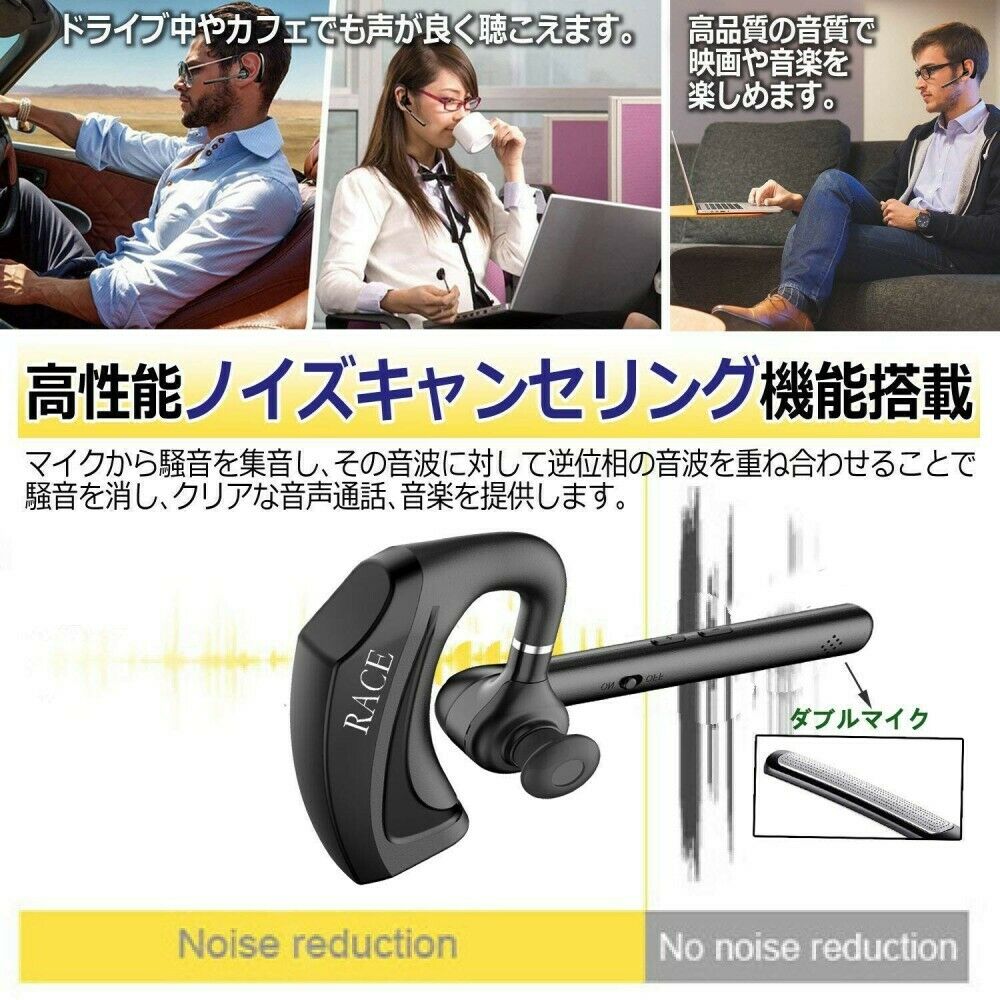 ドライブ中やカフェでも声が良く聴こえます。
高品質の音質で
映画や音楽を
楽しめます。
高性能ノイズキャンセリング機能搭載
マイクから騒音を集音し、その音波に対して逆位相の音波を重ね合わせることで
騒音を消し、クリアな音声通話、音楽を提供します。
RACE
ON OFF
ダブルマイク
Noise reduction
No noise reduction